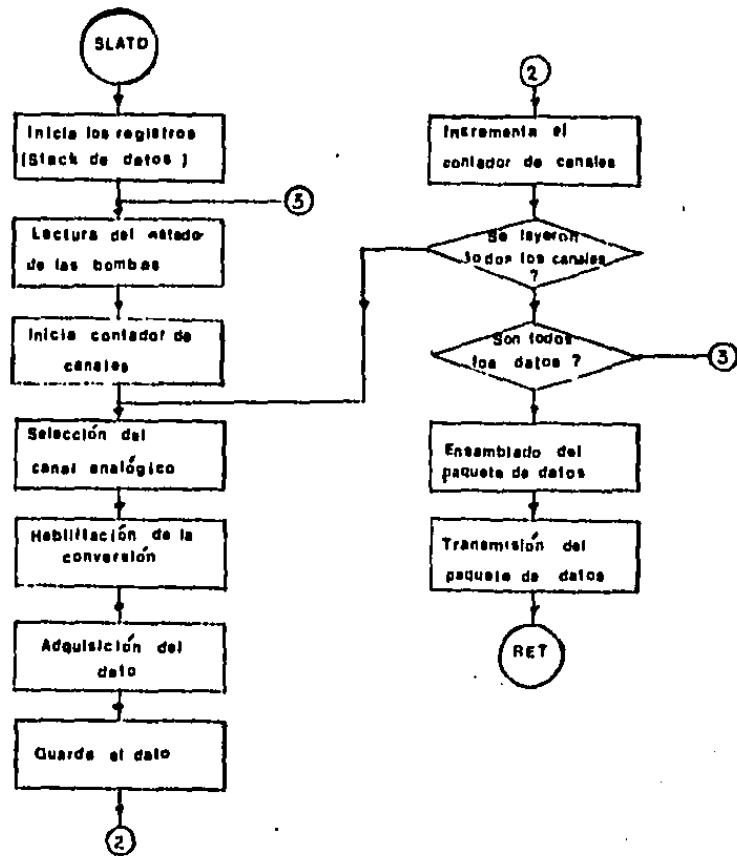 SLATD
Inicia los registros
(Stack de datos)
3
Lectura del estado
de las bombas
Inicia contador de
canales
Selección del
canal analógico
Habilitación de la
conversión
Adquisición del
dato
Guarda el dato
2
2
Incrementa el
contador de canales
Se leyeron
todos los canales
?
Son todos
los datos ?
3
Ensamblado del
paquete de datos
Transmisión del
paquete de datos
RET